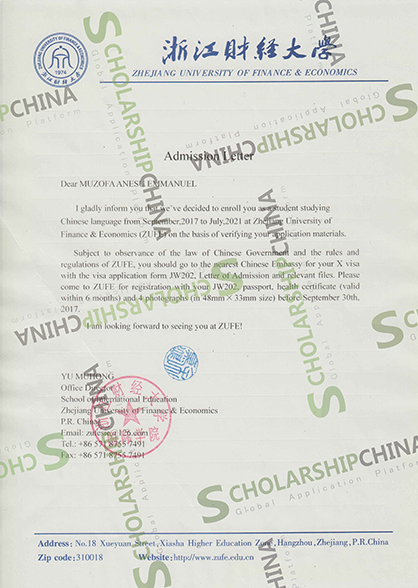 浙江财经大学
ZHEJIANG UNIVERSITY OF FINANCE & ECONOMICS
1974
Admission Letter
Dear MUZOFA ANESU EMMANUEL
I gladly inform you that we've decided to enroll you as a student studying
Chinese language from September,2017 to July,2021 at Zhejiang University of
Finance & Economics (ZUFE) on the basis of verifying your application materials.
Subject to observance of the law of Chinese Government and the rules and
regulations of ZUFE, you should go to the nearest Chinese Embassy for your X visa
with the visa application form JW202, Letter of Admission and relevant files. Please
come to ZUFE for registration with your JW202, passport, health certificate (valid
within 6 months) and 4 photographs (in 48mm×33mm size) before September 30th,
2017.
I am looking forward to seeing you at ZUFE!
YU MUHONG
Office Director
School of International Education
Zhejiang University of Finance & Economics
P.R. China
Email: @126.com
Tel.: +86 571 8755 7491
Fax: +86 571 8755 7491
Address: No.18 Xueyuan Street, Xiasha Higher Education Zone, Hangzhou, Zhejiang, P.R.China
Zip code: 310018 Website:http://www.zufe.edu.cn
SCHOLARSHIPCHINA
Global Application Platform
SCHOLARSHIPCHINA
Global Application Platform
SCHOLARSHIPCHINA
Global Application Platform